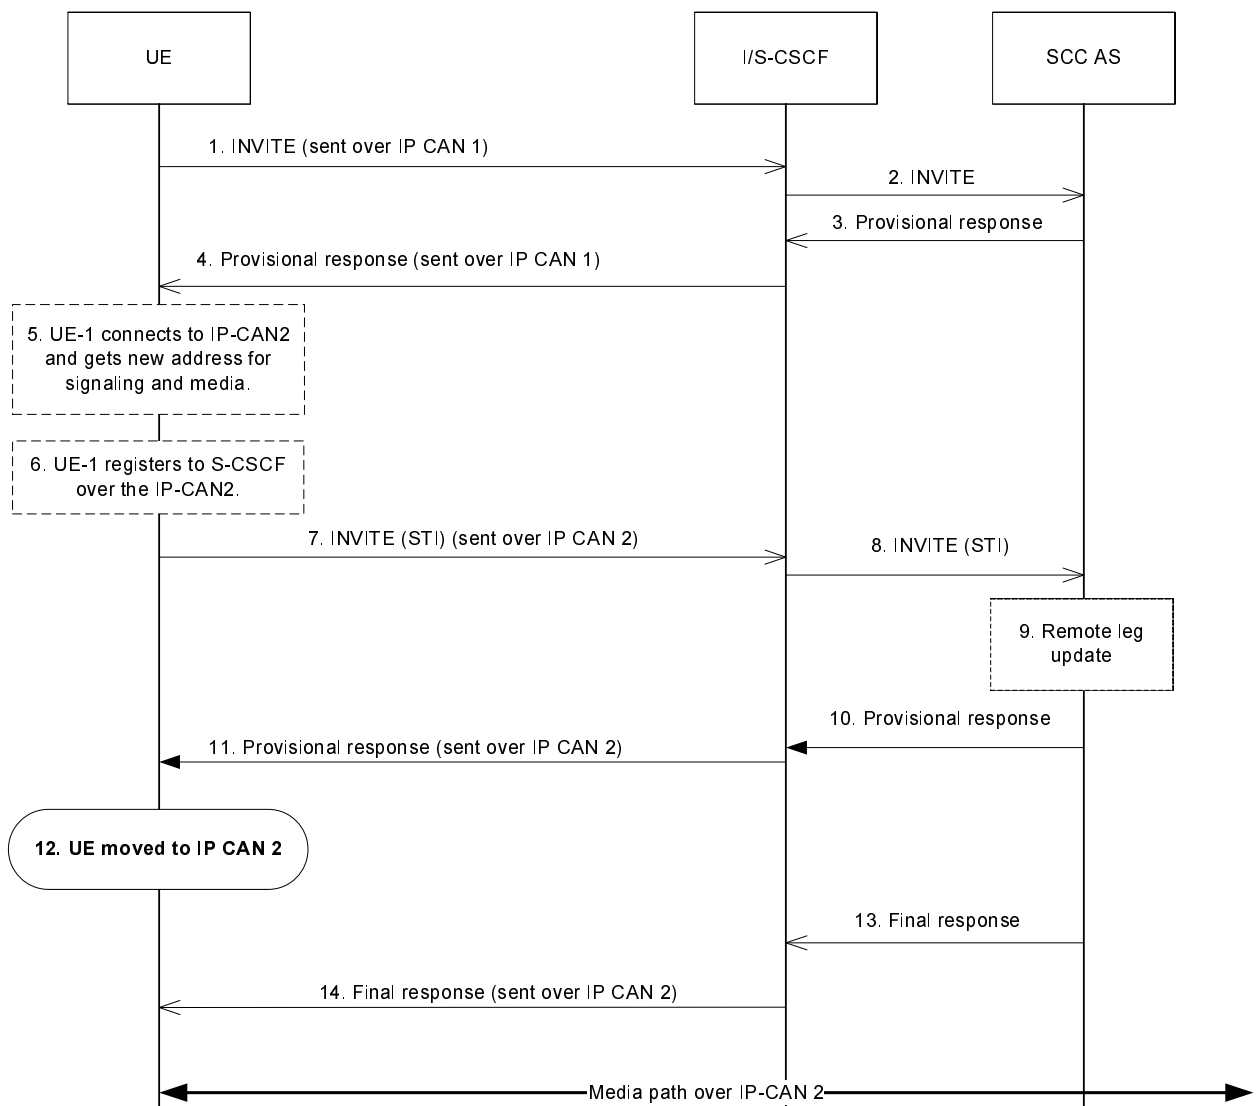 UE
I/S-CSCF
SCC AS
1. INVITE (sent over IP CAN 1)
2. INVITE
3. Provisional response
4. Provisional response (sent over IP CAN 1)
5. UE-1 connects to IP-CAN2
and gets new address for
signaling and media.
6. UE-1 registers to S-CSCF
over the IP-CAN2.
7. INVITE (STI) (sent over IP CAN 2)
8. INVITE (STI)
9. Remote leg
update
10. Provisional response
11. Provisional response (sent over IP CAN 2)
12. UE moved to IP CAN 2
13. Final response
14. Final response (sent over IP CAN 2)
Media path over IP-CAN 2